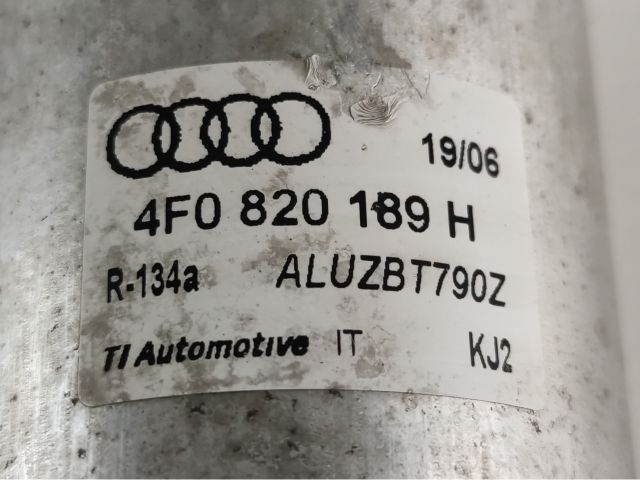 19/06
4F0 820 189 H
R-134a ALUZBT790Z
TI Automotive IT KJ2